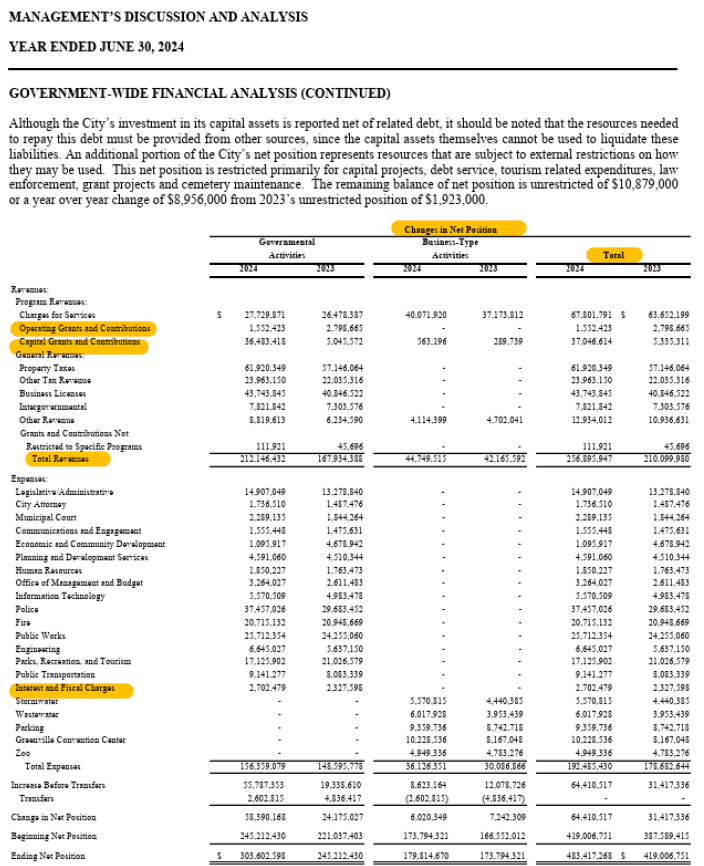 MANAGEMENT'S DISCUSSION AND ANALYSIS
YEAR ENDED JUNE 30, 2024
GOVERNMENT-WIDE FINANCIAL ANALYSIS (CONTINUED)
Although the City's investment in its capital assets is reported net of related debt, it should be noted that the resources needed
to repay this debt must be provided from other sources, since the capital assets themselves cannot be used to liquidate these
liabilities. An additional portion of the City's net position represents resources that are subject to external restrictions on how
they may be used. This net position is restricted primarily for capital projects, debt service, tourism related expenditures, law
enforcement, grant projects and cemetery maintenance. The remaining balance of net position is unrestricted of $10,879,000
or a year over year change of $8,956,000 from 2023's unrestricted position of $1,923,000.
Changes in Net Position
Governmental Business-Type
Activities Activities Total
2024 2023 2024 2023 2024 2023
Revenues:
Program Revenues:
Charges for Services $ 27,729,871 26,478,387 40,071,920 37,173,812 67,801,791 $ 63,652,199
Operating Grants and Contributions 1,552,423 2,798,665 - - 1,552,423 2,798,665
Capital Grants and Contributions 36,483,418 5,045,572 563,196 289,739 37,046,614 5,335,311
General Revenues:
Property Taxes 61,920,349 57,146,064 - - 61,920,349 57,146,064
Other Tax Revenue 23,963,150 22,035,316 - - 23,963,150 22,035,316
Business Licenses 43,743,845 40,846,522 - - 43,743,845 40,846,522
Intergovernmental 7,821,842 7,303,576 - - 7,821,842 7,303,576
Other Revenue 8,819,613 6,234,590 4,114,399 4,702,041 12,934,012 10,936,631
Grants and Contributions Not
Restricted to Specific Programs 111,921 45,696 - - 111,921 45,696
Total Revenues 212,146,432 167,934,388 44,749,515 42,165,592 256,895,947 210,099,980
Expenses:
Legislative/Administrative 14,907,049 13,278,840 - - 14,907,049 13,278,840
City Attorney 1,736,510 1,487,476 - - 1,736,510 1,487,476
Municipal Court 2,289,135 1,844,264 - - 2,289,135 1,844,264
Communications and Engagement 1,555,448 1,475,631 - - 1,555,448 1,475,631
Economic and Community Development 1,095,917 4,678,942 - - 1,095,917 4,678,942
Planning and Development Services 4,591,060 4,510,344 - - 4,591,060 4,510,344
Human Resources 1,850,227 1,763,473 - - 1,850,227 1,763,473
Office of Management and Budget 3,264,027 2,611,483 - - 3,264,027 2,611,483
Information Technology 5,570,509 4,983,478 - - 5,570,509 4,983,478
Police 37,457,026 29,683,452 - - 37,457,026 29,683,452
Fire 20,715,132 20,948,669 - - 20,715,132 20,948,669
Public Works 25,712,354 24,255,060 - - 25,712,354 24,255,060
Engineering 6,645,027 5,637,150 - - 6,645,027 5,637,150
Parks, Recreation, and Tourism 17,125,902 21,026,579 - - 17,125,902 21,026,579
Public Transportation 9,141,277 8,083,339 - - 9,141,277 8,083,339
Interest and Fiscal Charges 2,702,479 2,327,598 - - 2,702,479 2,327,598
Stormwater - - 5,570,815 4,440,385 5,570,815 4,440,385
Wastewater - - 6,017,928 3,953,439 6,017,928 3,953,439
Parking - - 9,359,736 8,742,718 9,359,736 8,742,718
Greenville Convention Center - - 10,228,536 8,167,048 10,228,536 8,167,048
Zoo - - 4,949,336 4,783,276 4,949,336 4,783,276
Total Expenses 156,359,079 148,595,778 36,126,351 30,086,866 192,485,430 178,682,644
Increase Before Transfers 55,787,353 19,338,610 8,623,164 12,078,726 64,410,517 31,417,336
Transfers 2,602,815 4,836,417 (2,602,815) (4,836,417) - -
Change in Net Position 58,390,168 24,175,027 6,020,349 7,242,309 64,410,517 31,417,336
Beginning Net Position 245,212,430 221,037,403 173,794,321 166,552,012 419,006,751 387,589,415
Ending Net Position $ 303,602,598 245,212,430 179,814,670 173,794,321 483,417,268 $ 419,006,751